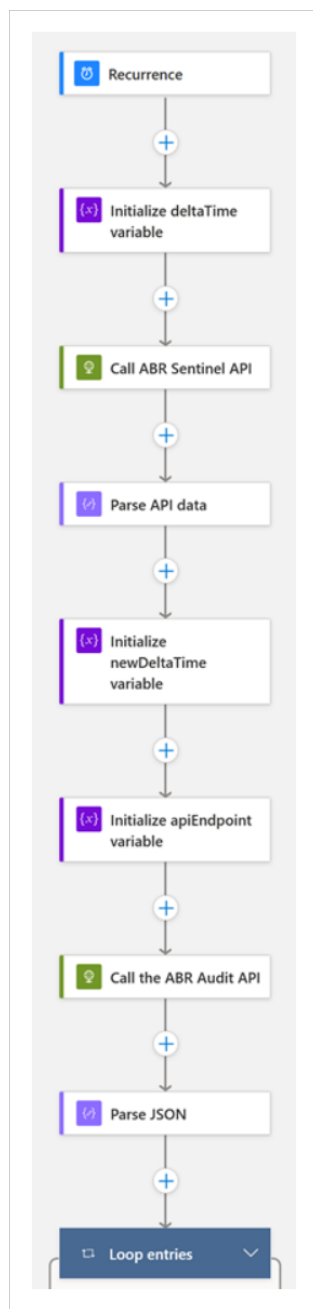 Recurrence
Initialize deltaTime
variable
Call ABR Sentinel API
Parse API data
Initialize
newDeltaTime
variable
Initialize apiEndpoint
variable
Call the ABR Audit API
Parse JSON
Loop entries